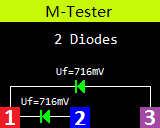 M-Tester
2 Diodes
Uf=716mV
Uf=716mV
1 2 3